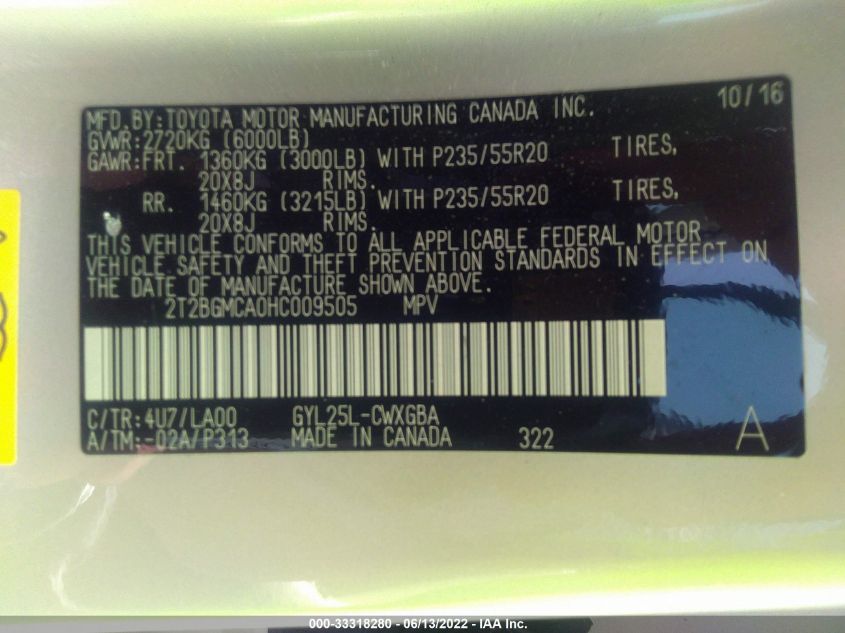 MFD.BY:TOYOTA MOTOR MANUFACTURING CANADA INC. 10/16
GVWR:2720KG (6000LB)
GAWR:FRT. 1360KG (3000LB) WITH P235/55R20 TIRES,
20X8J RIMS.
RR. 1460KG (3215LB) WITH P235/55R20 TIRES,
20X8J RIMS.
THIS VEHICLE CONFORMS TO ALL APPLICABLE FEDERAL MOTOR
VEHICLE SAFETY AND THEFT PREVENTION STANDARDS IN EFFECT ON
THE DATE OF MANUFACTURE SHOWN ABOVE.
2T2BGMCA0HC009505 MPV
C/TR:4U7/LA00 GYL25L-CWXGBA
A/TM:-02A/P313 MADE IN CANADA 322 A
000-33318280 - 06/13/2022 - IAA Inc.